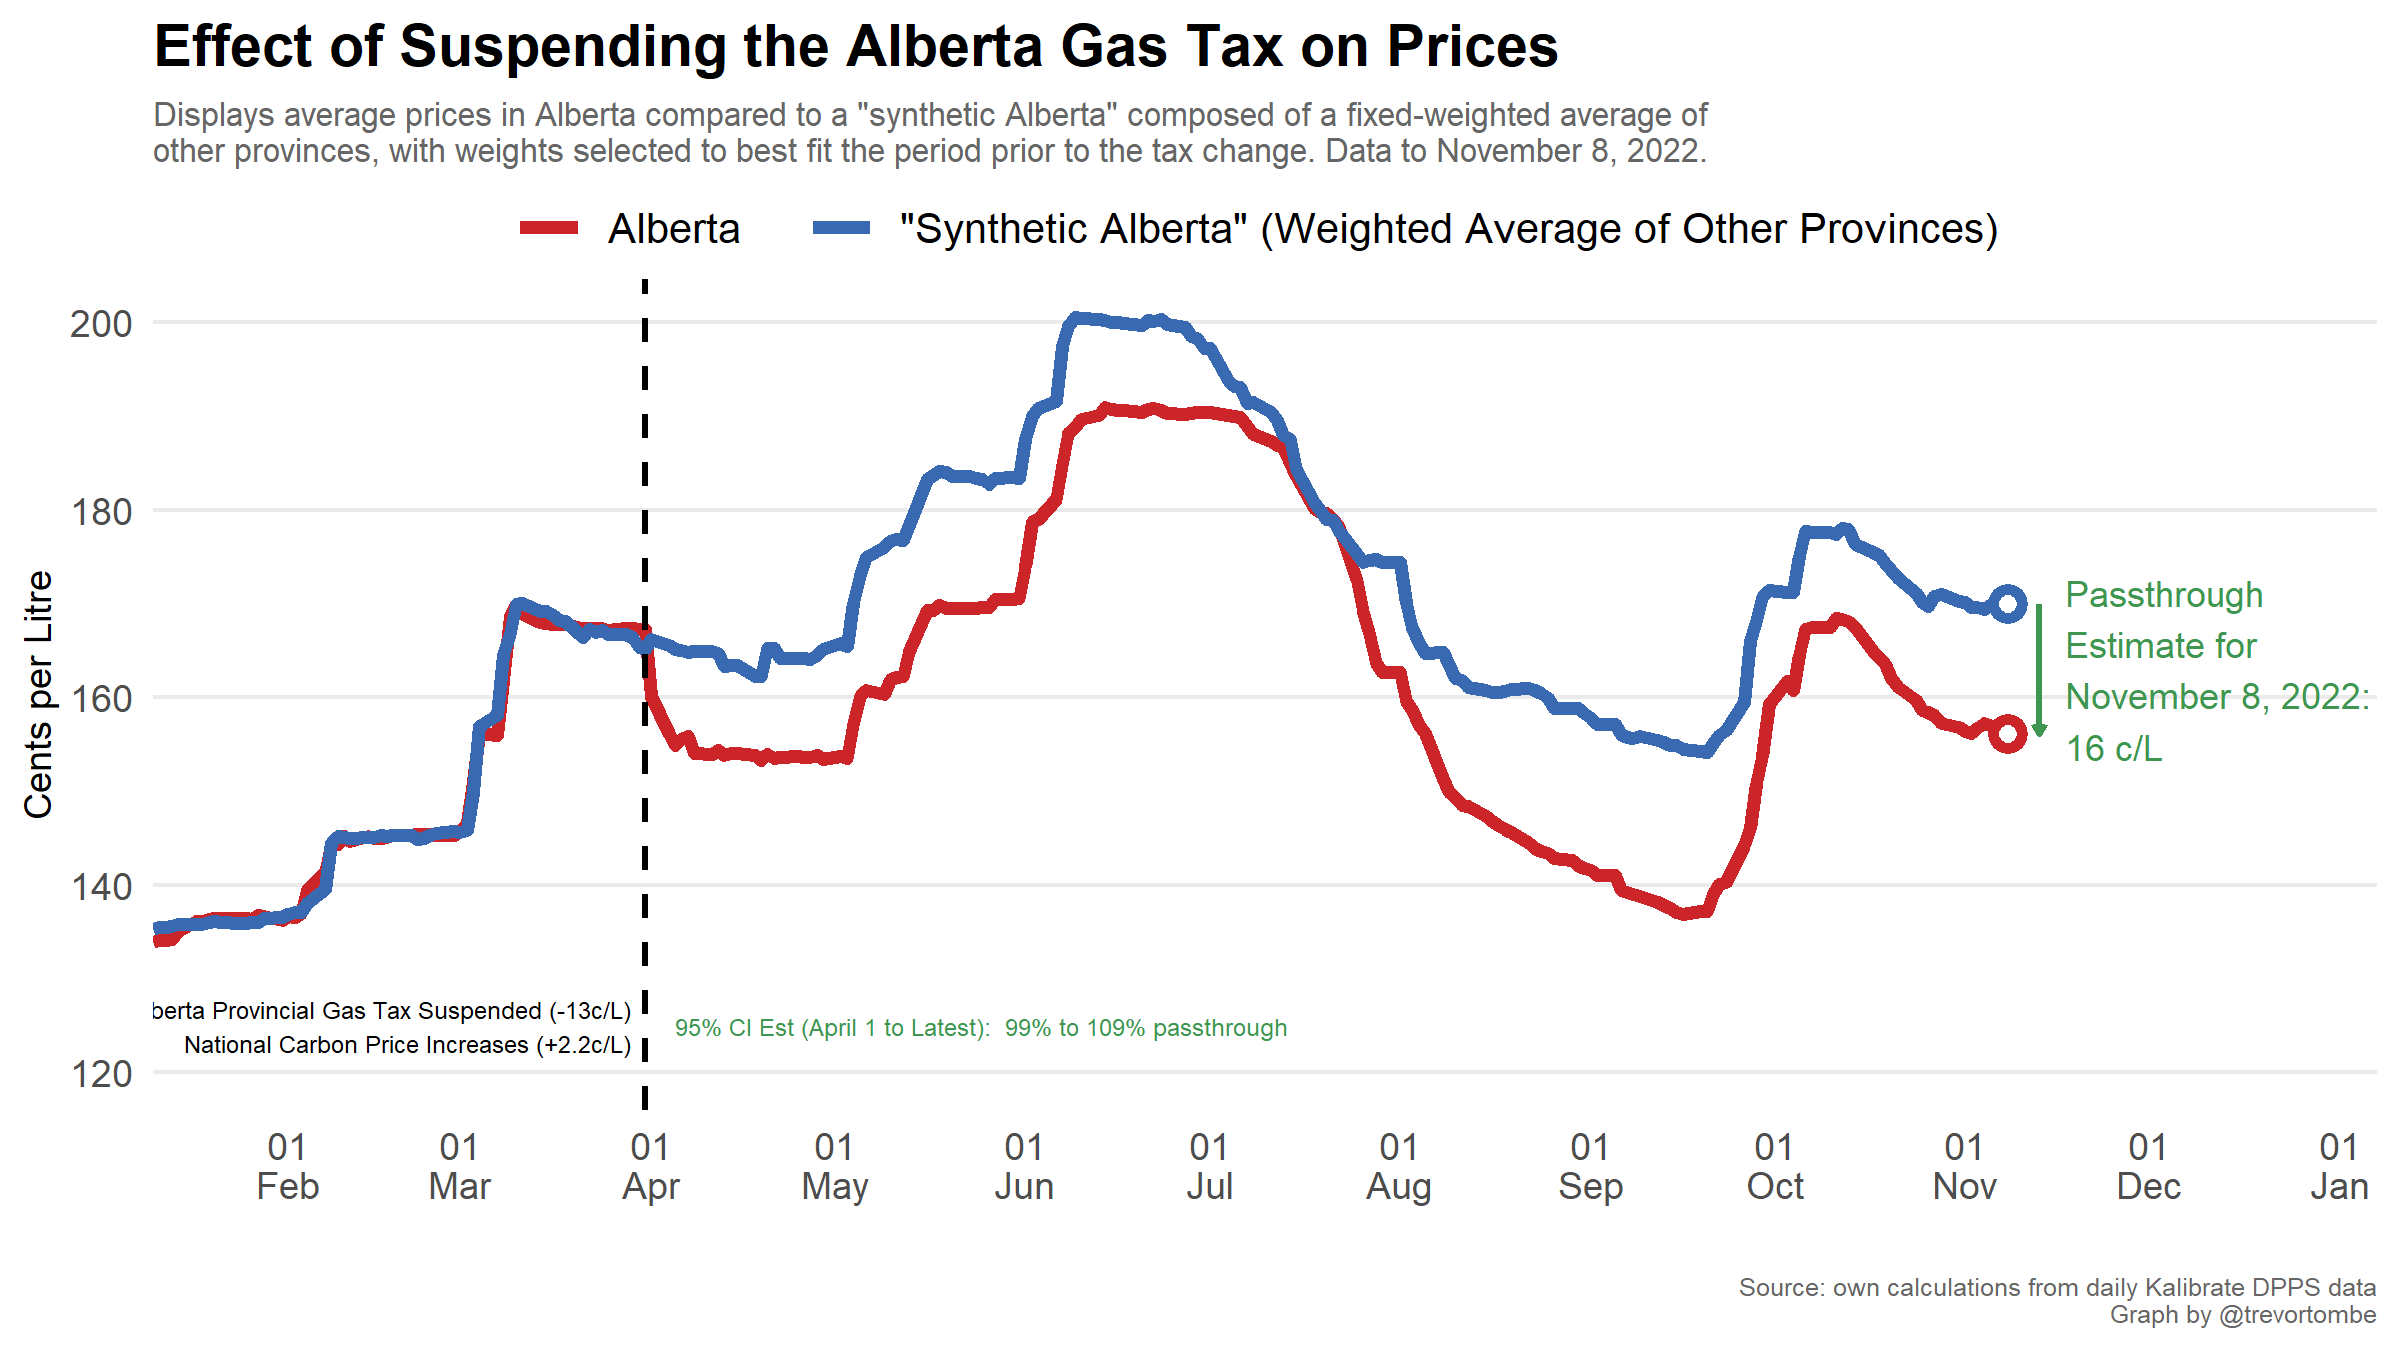 Effect of Suspending the Alberta Gas Tax on Prices
Displays average prices in Alberta compared to a "synthetic Alberta" composed of a fixed-weighted average of
other provinces, with weights selected to best fit the period prior to the tax change. Data to November 8, 2022.
Alberta
"Synthetic Alberta" (Weighted Average of Other Provinces)
Cents per Litre
200
180
160
140
120
Passthrough
Estimate for
November 8, 2022:
16 c/L
berta Provincial Gas Tax Suspended (-13c/L)
National Carbon Price Increases (+2.2c/L)
95% CI Est (April 1 to Latest):  99% to 109% passthrough
01 01 01 01 01 01 01 01 01 01 01 01
Feb Mar Apr May Jun Jul Aug Sep Oct Nov Dec Jan
Source: own calculations from daily Kalibrate DPPS data
Graph by @trevortombe